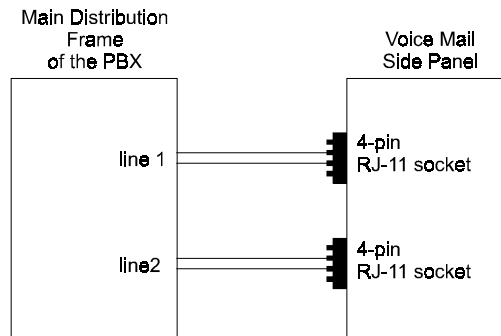 Main Distribution
Frame
of the PBX
Voice Mail
Side Panel
line 1
4-pin
RJ-11 socket
line2
4-pin
RJ-11 socket